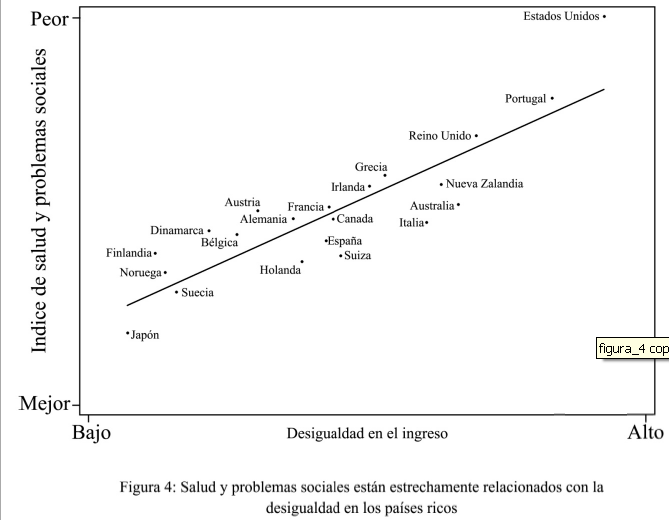 Peor
Estados Unidos
Portugal
Reino Unido
Grecia
Irlanda
Nueva Zalandia
Austria
Francia
Australia
Alemania
Canada
Italia
Dinamarca
Bélgica
España
Finlandia
Suiza
Holanda
Noruega
Suecia
Japón
Indice de salud y problemas sociales
figura_4 cop
Mejor
Bajo
Desigualdad en el ingreso
Alto
Figura 4: Salud y problemas sociales están estrechamente relacionados con la
desigualdad en los países ricos